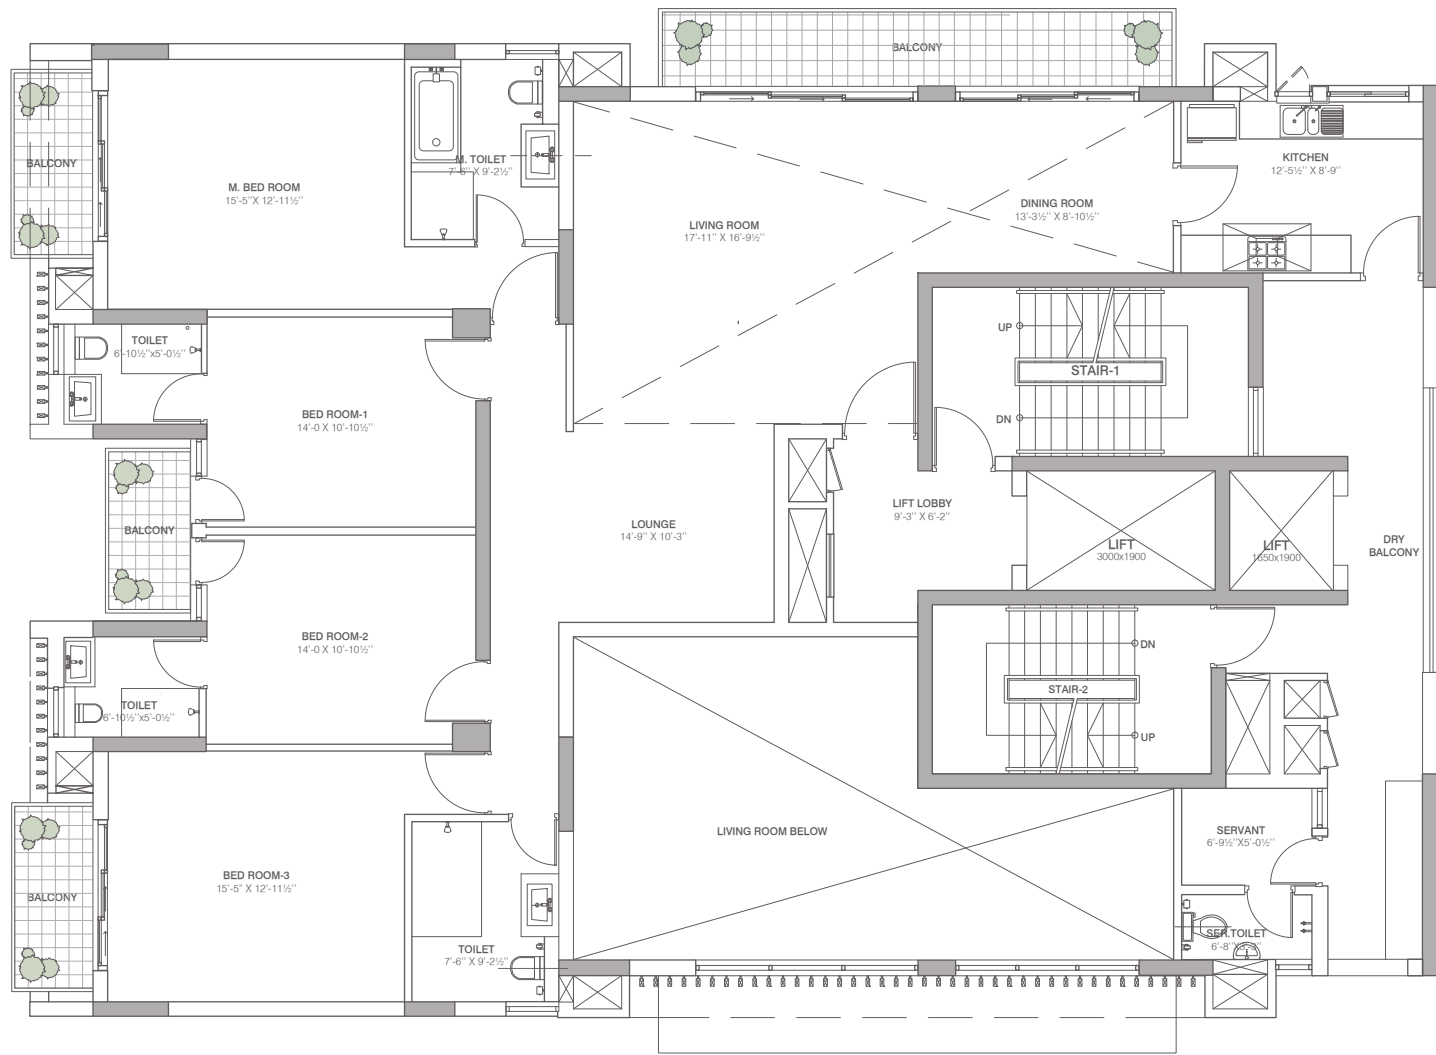 BALCONY
BALCONY
M. BED ROOM
15'-5''X 12'-11½''
M. TOILET
7'-6'' X 9'-2½''
LIVING ROOM
17'-11'' X 16'-9½''
DINING ROOM
13'-3½'' X 8'-10½''
KITCHEN
12'-5½'' X 8'-9''
TOILET
6'-10½''x5'-0½''
BED ROOM-1
14'-0 X 10'-10½''
UP
STAIR-1
DN
BALCONY
LOUNGE
14'-9'' X 10'-3''
LIFT LOBBY
9'-3'' X 6'-2''
LIFT
3000x1900
LIFT
1650x1900
DRY
BALCONY
BED ROOM-2
14'-0 X 10'-10½''
TOILET
6'-10½''x5'-0½''
DN
STAIR-2
UP
LIVING ROOM BELOW
SERVANT
6'-9½''X5'-0½''
BALCONY
BED ROOM-3
15'-5'' X 12'-11½''
TOILET
7'-6'' X 9'-2½''
SER.TOILET
6'-8''X3'-3''